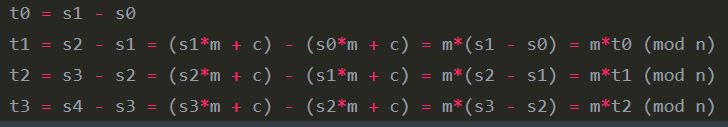 t0 = s1 - s0
t1 = s2 - s1 = (s1*m + c) - (s0*m + c) = m*(s1 - s0) = m*t0 (mod n)
t2 = s3 - s2 = (s2*m + c) - (s1*m + c) = m*(s2 - s1) = m*t1 (mod n)
t3 = s4 - s3 = (s3*m + c) - (s2*m + c) = m*(s3 - s2) = m*t2 (mod n)